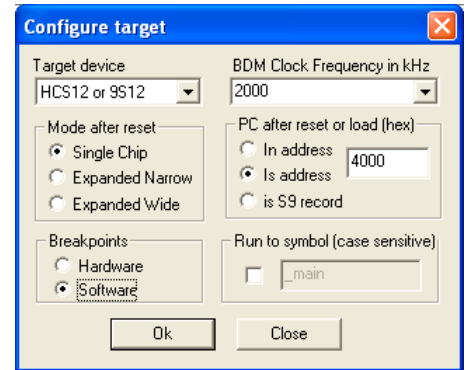 Configure target
Target device
BDM Clock Frequency in kHz
HCS12 or 9S12
2000
Mode after reset
Single Chip
Expanded Narrow
Expanded Wide
PC after reset or load (hex)
In address
4000
Is address
is S9 record
Breakpoints
Hardware
Software
Run to symbol (case sensitive)
_main
Ok
Close